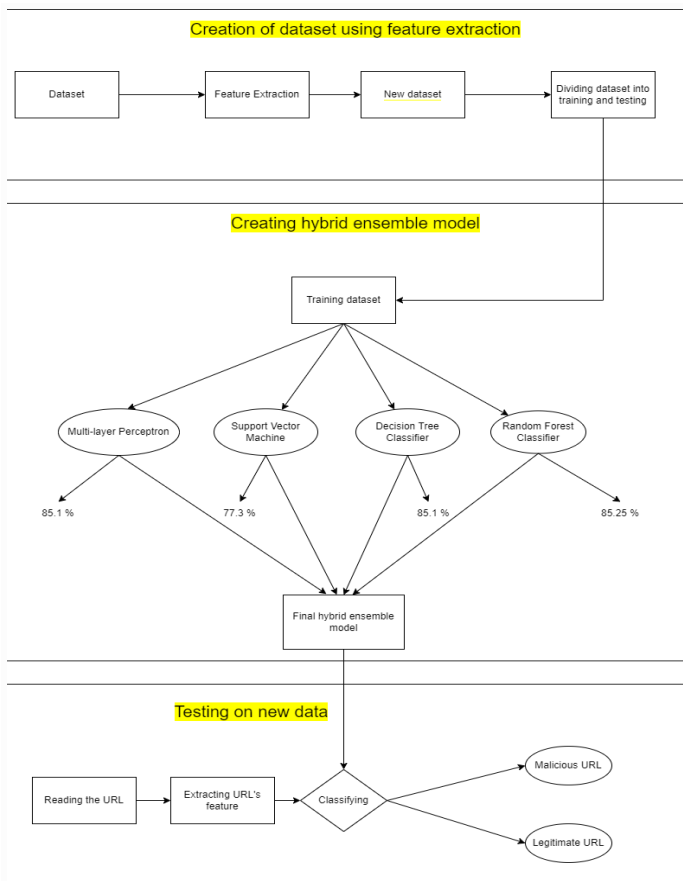 Creation of dataset using feature extraction
Dataset
Feature Extraction
New dataset
Dividing dataset into
training and testing
Creating hybrid ensemble model
Training dataset
Multi-layer Perceptron
Support Vector
Machine
Decision Tree
Classifier
Random Forest
Classifier
85.1 %
77.3 %
85.1 %
85.25 %
Final hybrid ensemble
model
Testing on new data
Reading the URL
Extracting URL's
feature
Classifying
Malicious URL
Legitimate URL